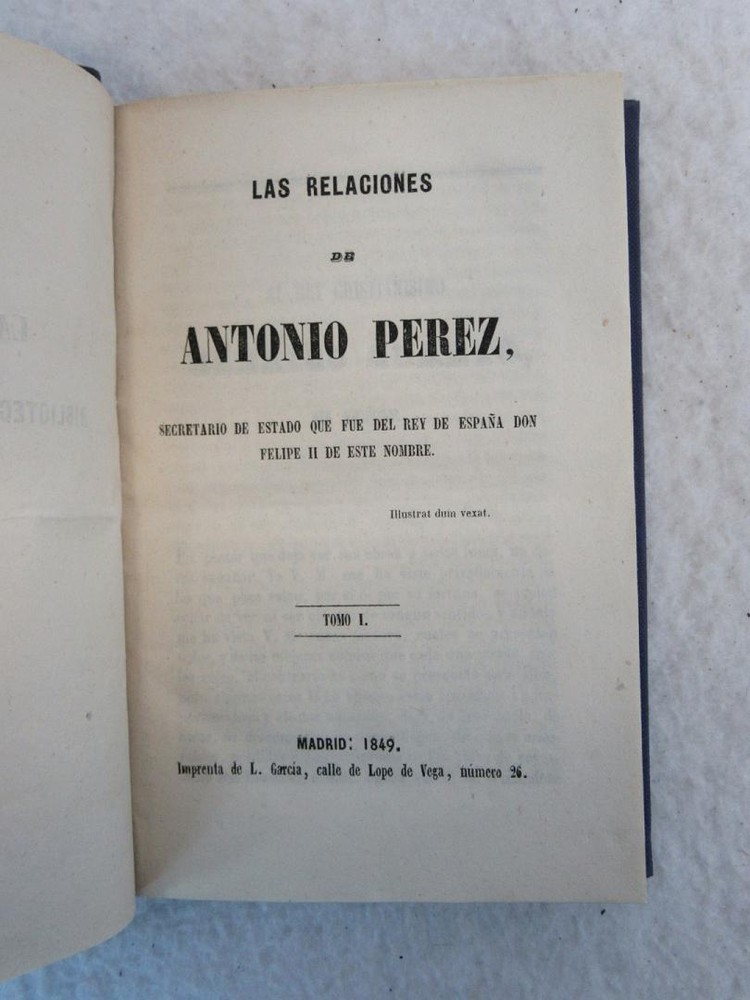 LAS RELACIONES
DE
ANTONIO PEREZ,
SECRETARIO DE ESTADO QUE FUE DEL REY DE ESPAÑA DON
FELIPE II DE ESTE NOMBRE.
Illustrat dum vexat.
TOMO I.
MADRID: 1849.
Imprenta de L. Garcia, calle de Lope de Vega, número 26.